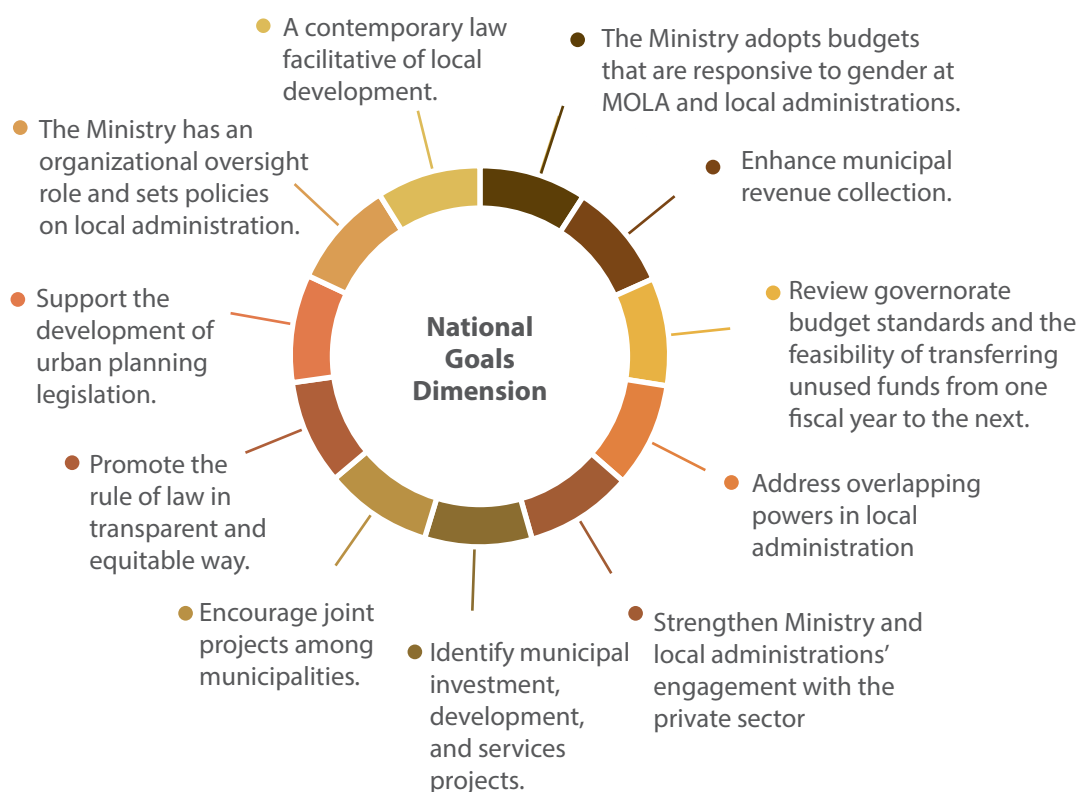 A contemporary law
facilitative of local
development.
The Ministry adopts budgets
that are responsive to gender at
MOLA and local administrations.
Enhance municipal
revenue collection.
Review governorate
budget standards and the
feasibility of transferring
unused funds from one
fiscal year to the next.
Address overlapping
powers in local
administration
Strengthen Ministry and
local administrations’
engagement with the
private sector
Identify municipal
investment,
development,
and services
projects.
Encourage joint
projects among
municipalities.
Promote the
rule of law in
transparent and
equitable way.
Support the
development of
urban planning
legislation.
The Ministry has an
organizational oversight
role and sets policies
on local administration.
National
Goals
Dimension